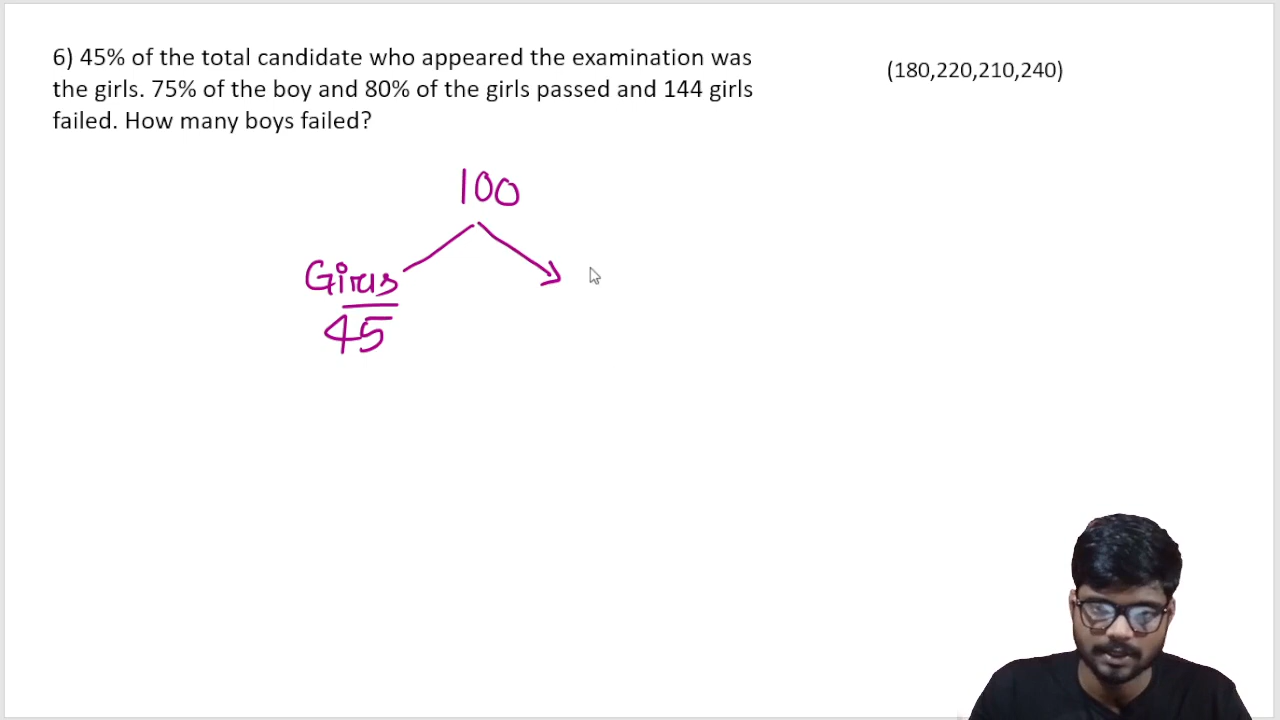 6) 45% of the total candidate who appeared the examination was
the girls. 75% of the boy and 80% of the girls passed and 144 girls
failed. How many boys failed?
(180,220,210,240)
100
Girls
45